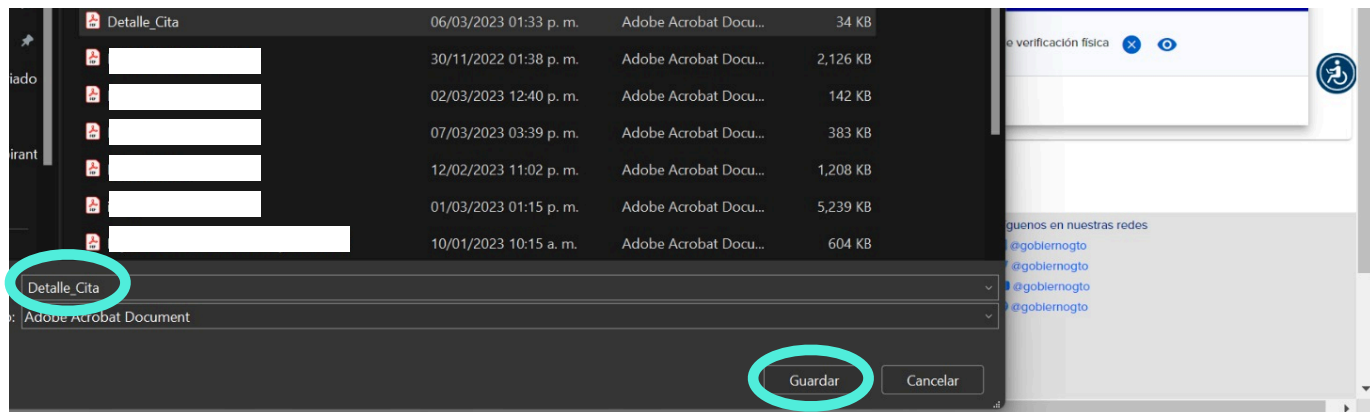 Detalle_Cita 06/03/2023 01:33 p. m. Adobe Acrobat Docu... 34 KB
30/11/2022 01:38 p. m. Adobe Acrobat Docu... 2,126 KB
iado 02/03/2023 12:40 p. m. Adobe Acrobat Docu... 142 KB
07/03/2023 03:39 p. m. Adobe Acrobat Docu... 383 KB
irant 12/02/2023 11:02 p. m. Adobe Acrobat Docu... 1,208 KB
01/03/2023 01:15 p. m. Adobe Acrobat Docu... 5,239 KB
10/01/2023 10:15 a. m. Adobe Acrobat Docu... 604 KB
Detalle_Cita
Adobe Acrobat Document
Guardar Cancelar
e verificación física
guenos en nuestras redes
@gobiernogto
@gobiernogto
@gobiernogto
@gobiernogto